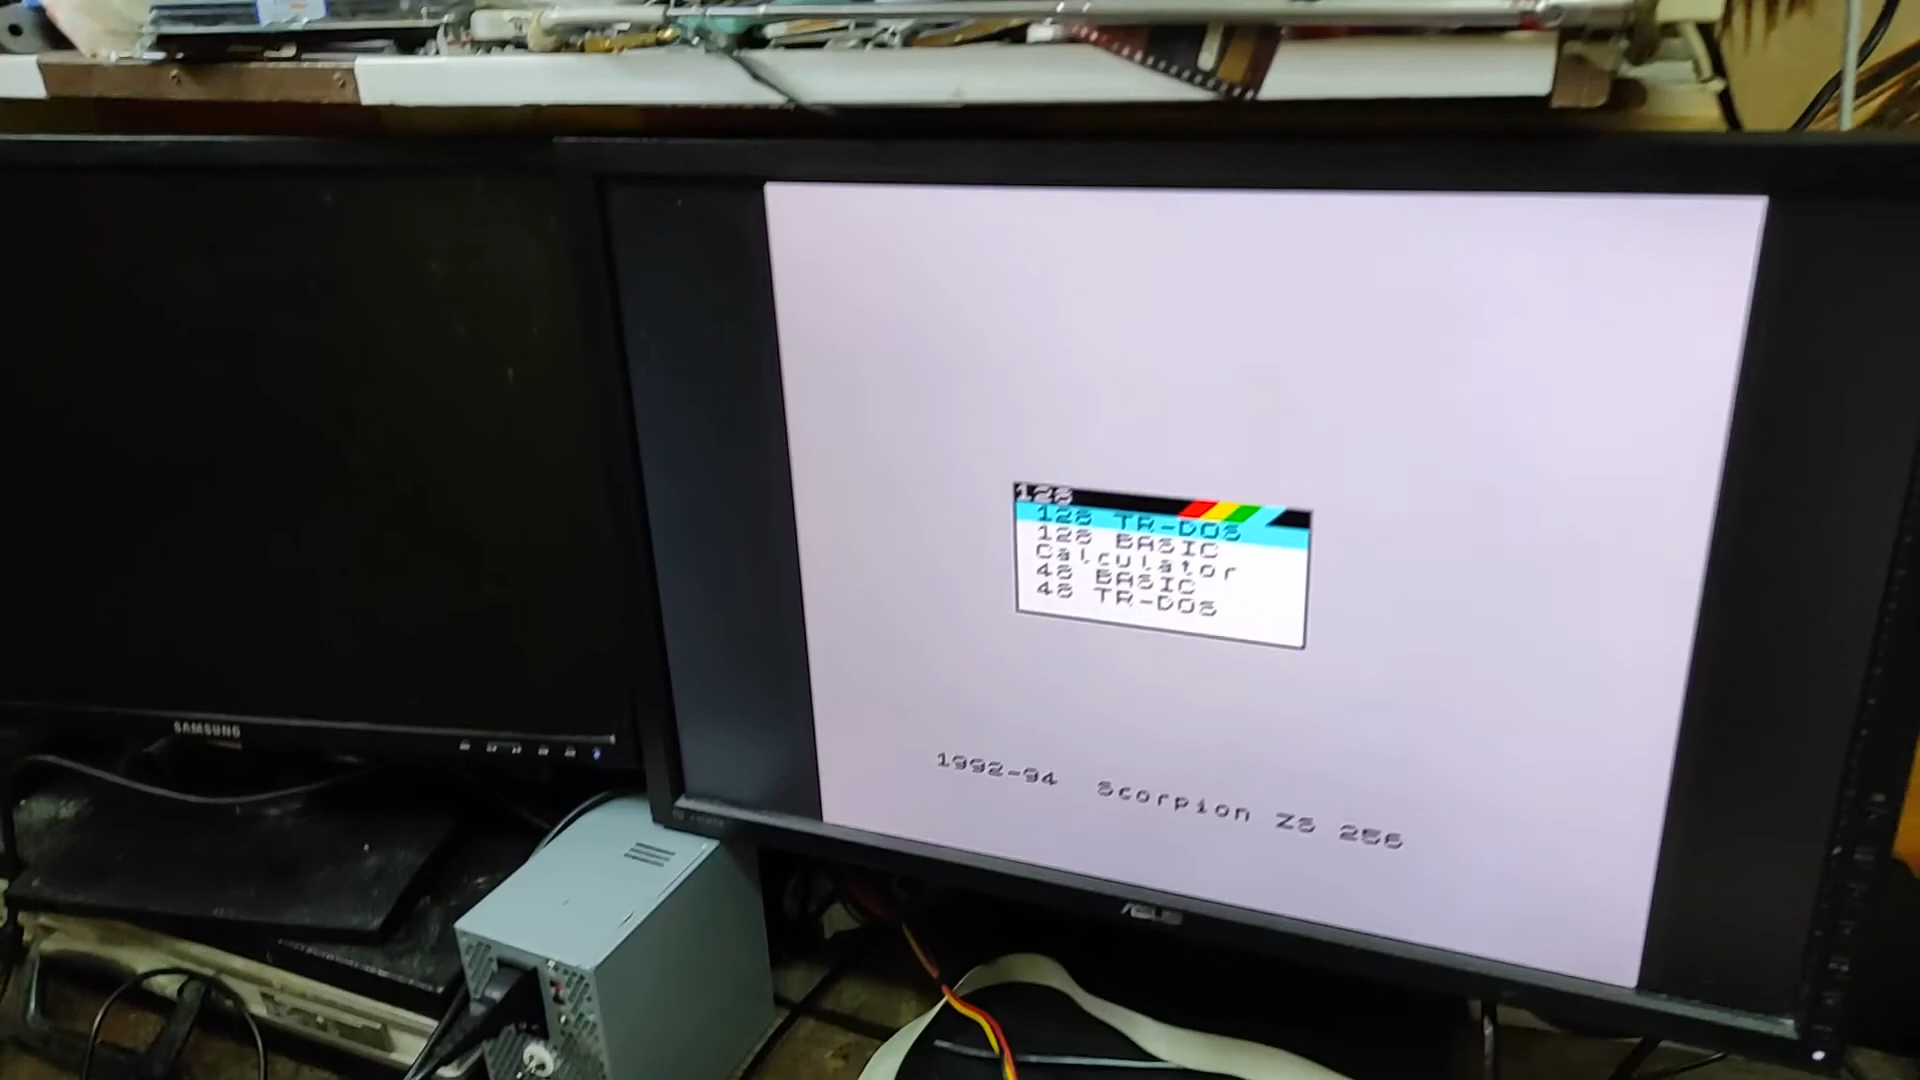 128
128 TR-DOS
128 BASIC
Calculator
48 BASIC
48 TR-DOS
1992-94 Scorpion ZS 256
SAMSUNG
ASUS